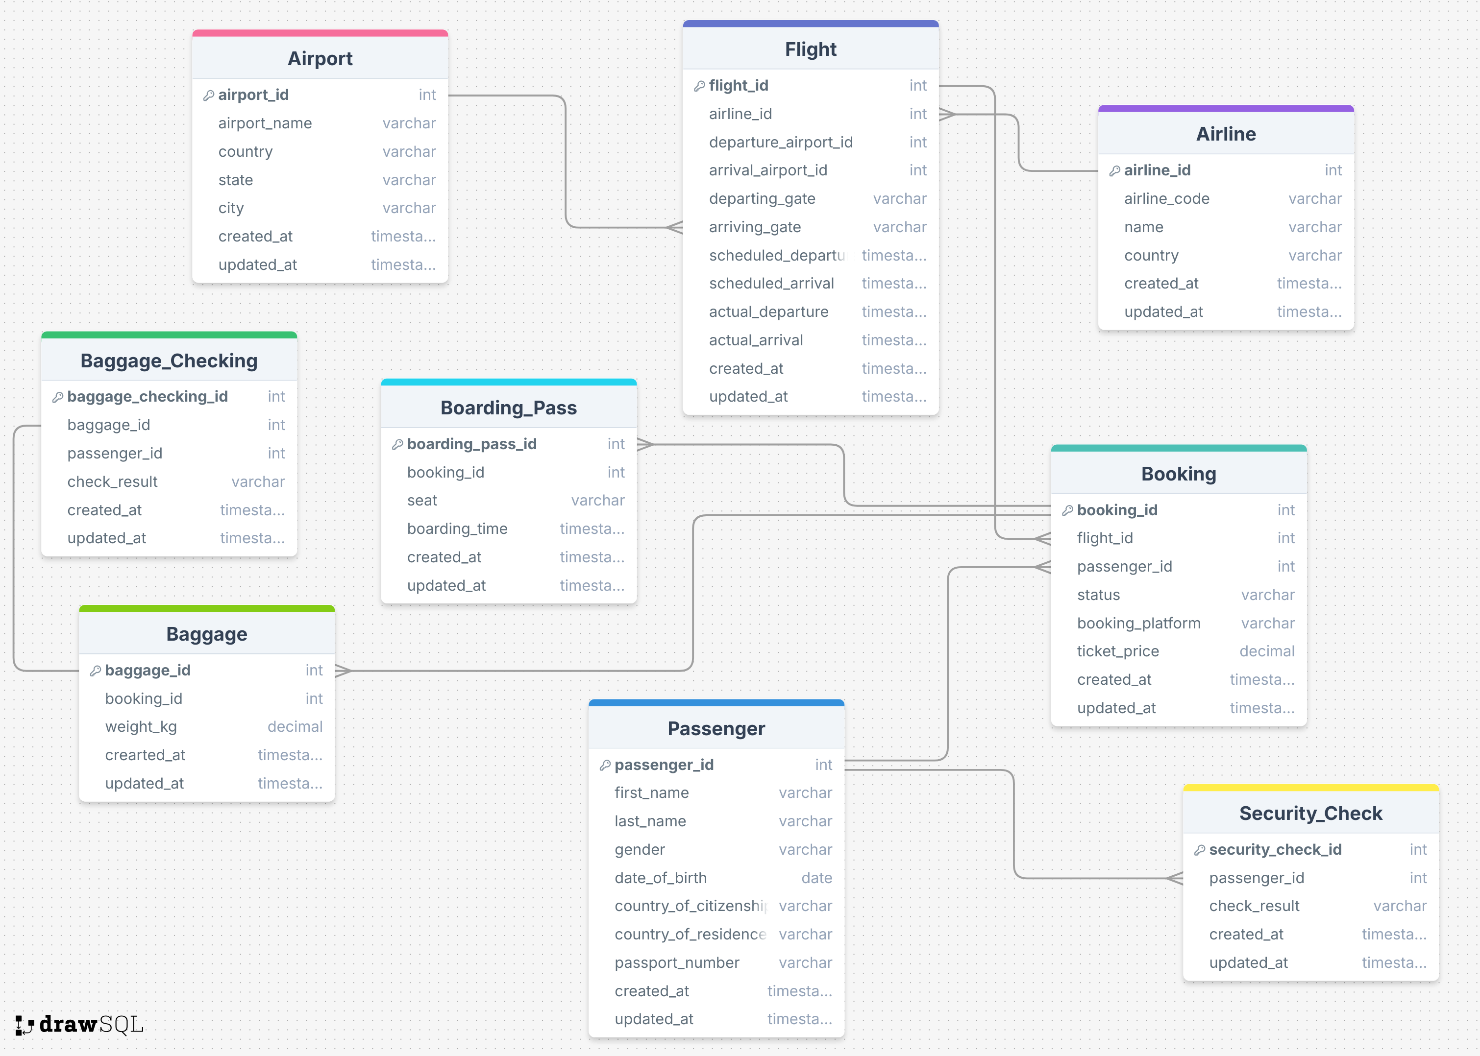 Airport
airport_id int
airport_name varchar
country varchar
state varchar
city varchar
created_at timesta...
updated_at timesta...
Flight
flight_id int
airline_id int
departure_airport_id int
arrival_airport_id int
departing_gate varchar
arriving_gate varchar
scheduled_departu timesta...
scheduled_arrival timesta...
actual_departure timesta...
actual_arrival timesta...
created_at timesta...
updated_at timesta...
Airline
airline_id int
airline_code varchar
name varchar
country varchar
created_at timesta...
updated_at timesta...
Baggage_Checking
baggage_checking_id int
baggage_id int
passenger_id int
check_result varchar
created_at timesta...
updated_at timesta...
Boarding_Pass
boarding_pass_id int
booking_id int
seat varchar
boarding_time timesta...
created_at timesta...
updated_at timesta...
Booking
booking_id int
flight_id int
passenger_id int
status varchar
booking_platform varchar
ticket_price decimal
created_at timesta...
updated_at timesta...
Baggage
baggage_id int
booking_id int
weight_kg decimal
crearted_at timesta...
updated_at timesta...
Passenger
passenger_id int
first_name varchar
last_name varchar
gender varchar
date_of_birth date
country_of_citizenshi varchar
country_of_residence varchar
passport_number varchar
created_at timesta...
updated_at timesta...
Security_Check
security_check_id int
passenger_id int
check_result varchar
created_at timesta...
updated_at timesta...
drawSQL